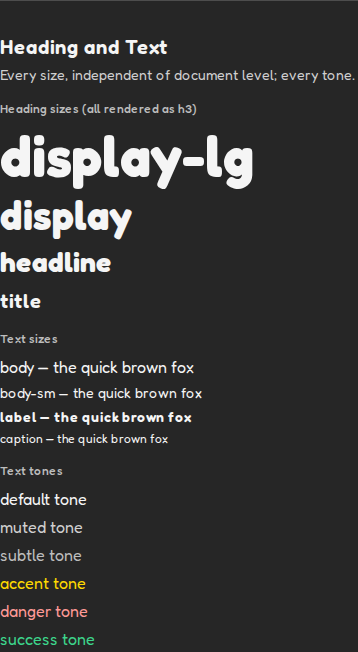 Heading and Text
Every size, independent of document level; every tone.
Heading sizes (all rendered as h3)
display-lg
display
headline
title
Text sizes
body — the quick brown fox
body-sm — the quick brown fox
label — the quick brown fox
caption — the quick brown fox
Text tones
default tone
muted tone
subtle tone
accent tone
danger tone
success tone